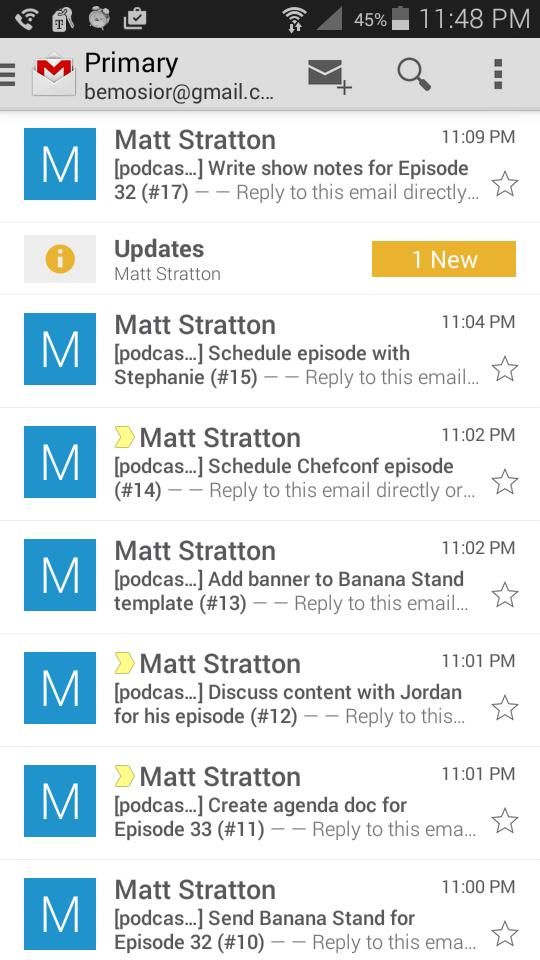 45% 11:48 PM
Primary
bemosior@gmail.c...
Matt Stratton 11:09 PM
[podcas...] Write show notes for Episode
32 (#17) — — Reply to this email directly...
Updates
Matt Stratton
1 New
M
Matt Stratton 11:04 PM
[podcas...] Schedule episode with
Stephanie (#15) — — Reply to this email...
M
Matt Stratton 11:02 PM
[podcas...] Schedule Chefconf episode
(#14) — — Reply to this email directly or...
M
Matt Stratton 11:02 PM
[podcas...] Add banner to Banana Stand
template (#13) — — Reply to this email...
M
Matt Stratton 11:01 PM
[podcas...] Discuss content with Jordan
for his episode (#12) — — Reply to this...
M
Matt Stratton 11:01 PM
[podcas...] Create agenda doc for
Episode 33 (#11) — — Reply to this ema...
M
Matt Stratton 11:00 PM
[podcas...] Send Banana Stand for
Episode 32 (#10) — — Reply to this ema...
M